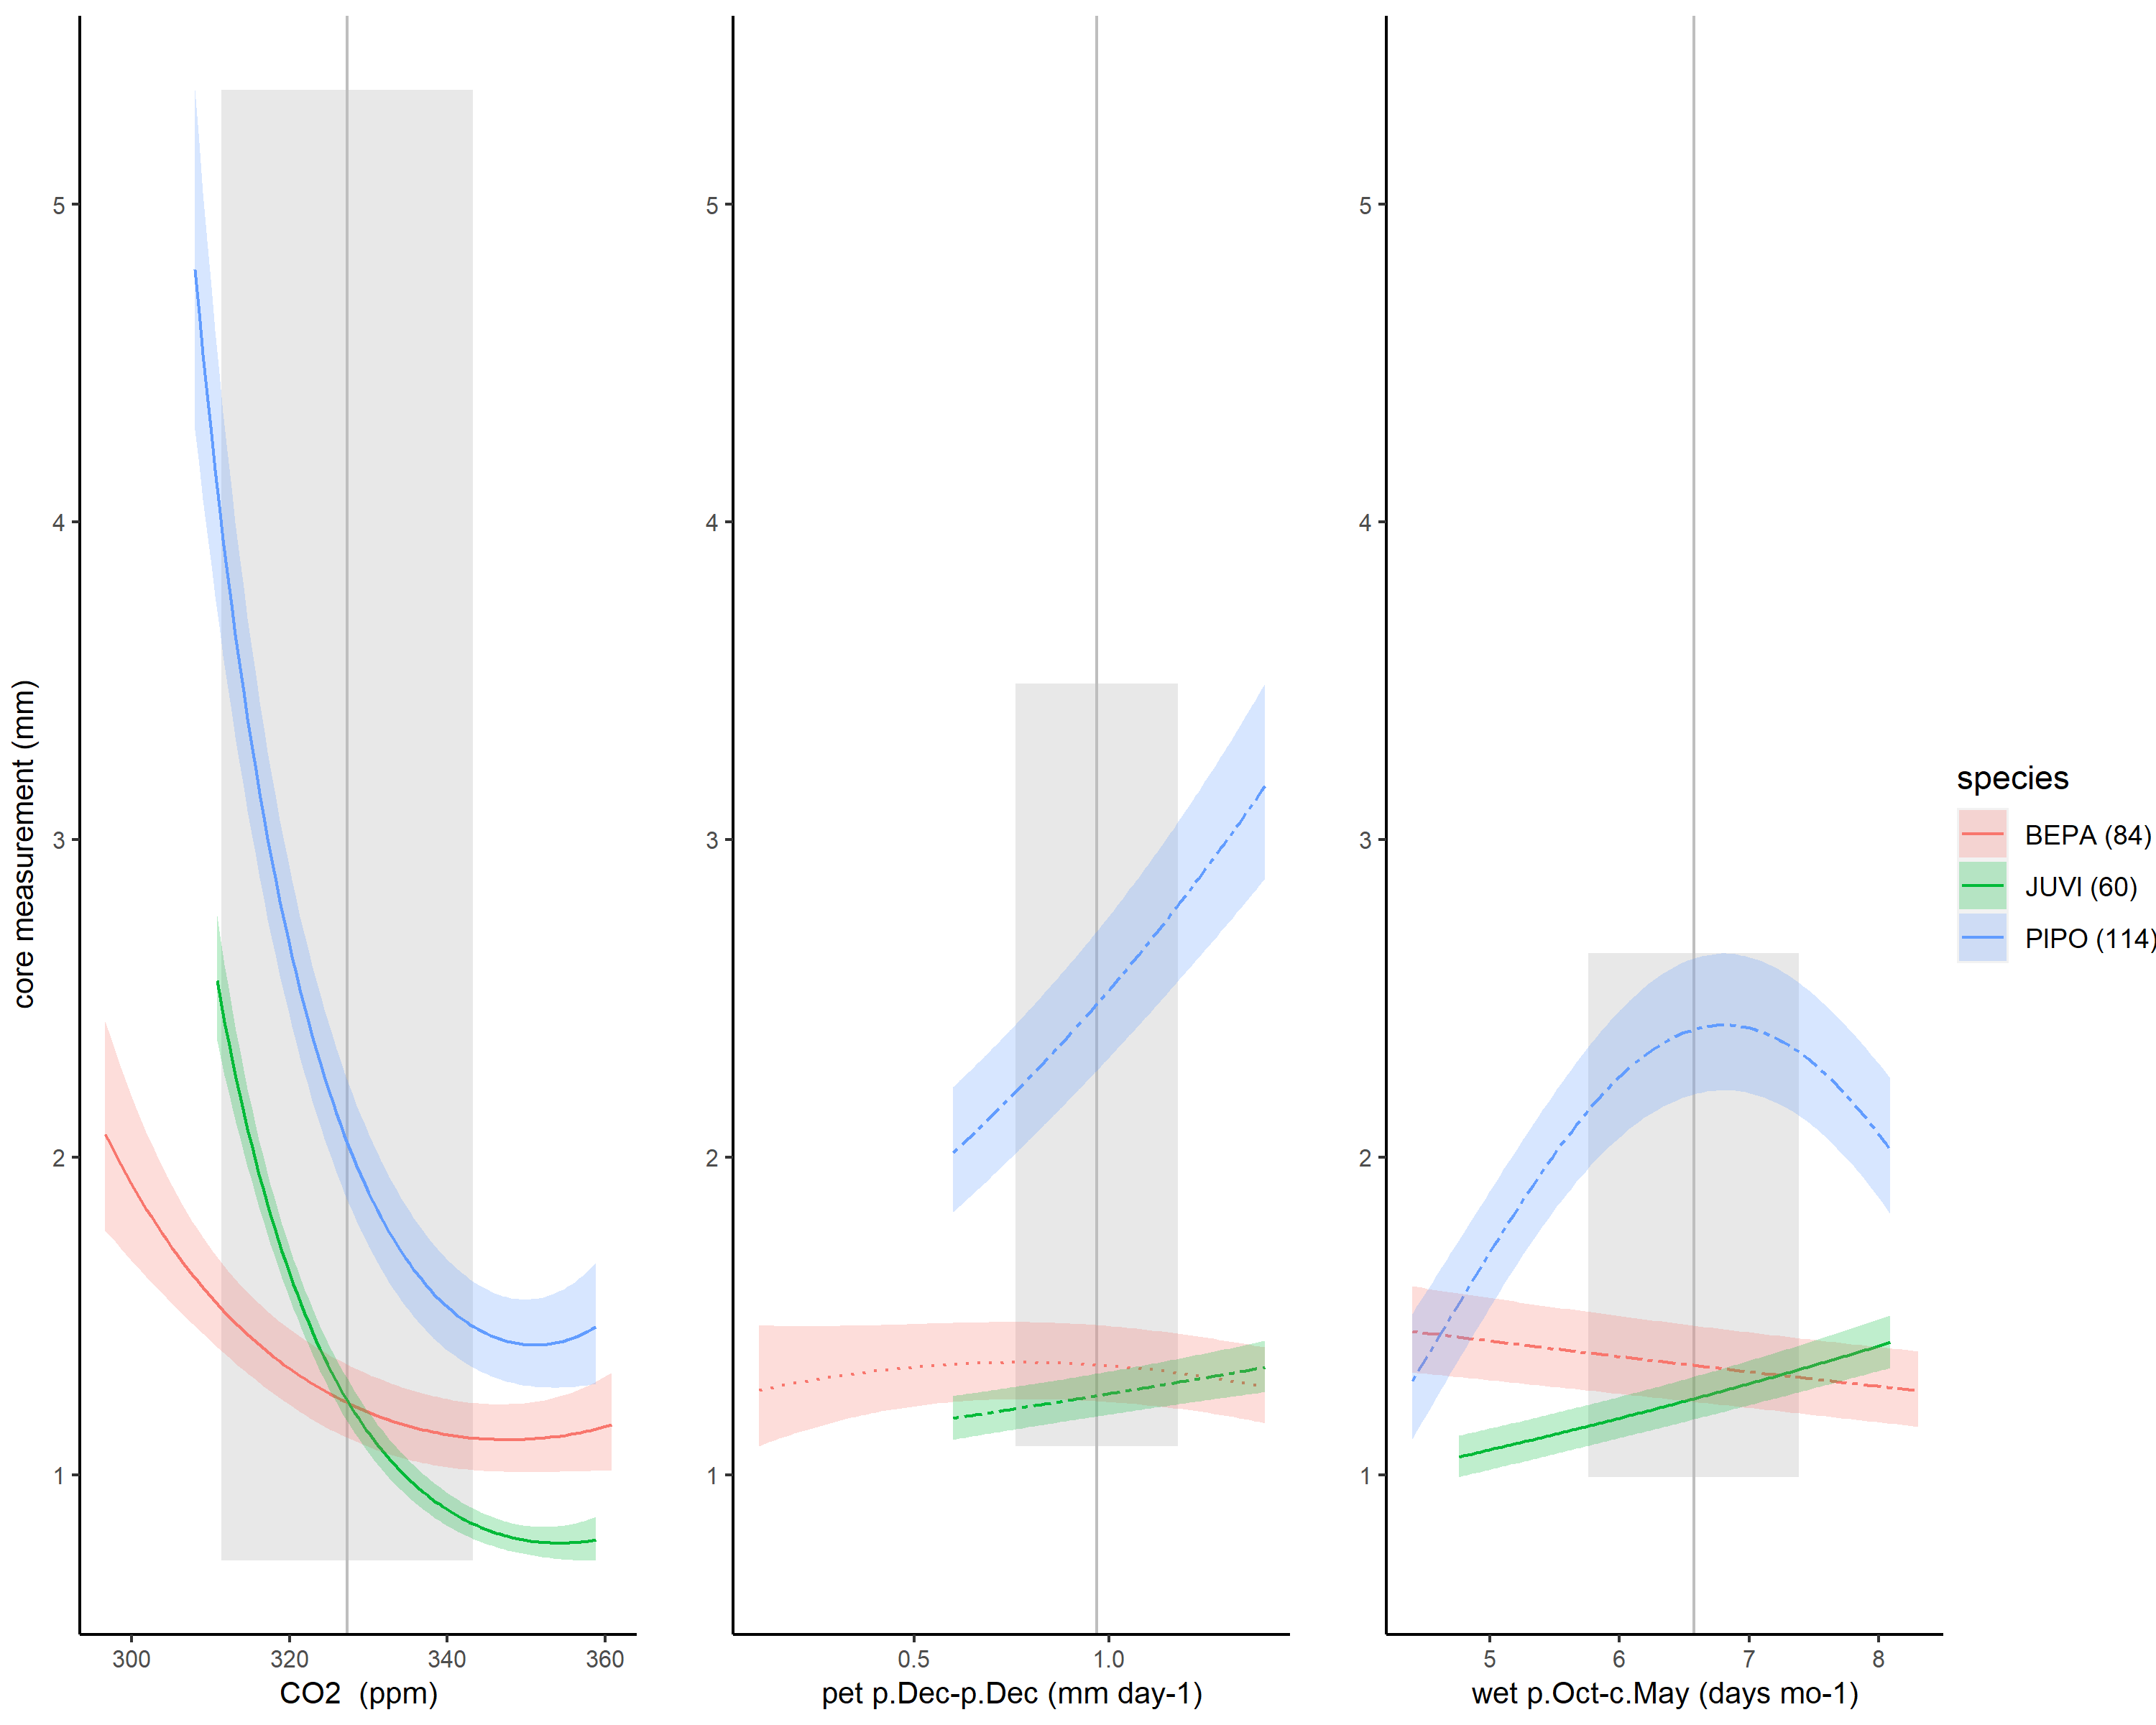 core measurement (mm)
5
4
3
2
1
300 320 340 360
CO2  (ppm)
5
4
3
2
1
0.5 1.0
pet p.Dec-p.Dec (mm day-1)
5
4
3
2
1
5 6 7 8
wet p.Oct-c.May (days mo-1)
species
BEPA (84)
JUVI (60)
PIPO (114)